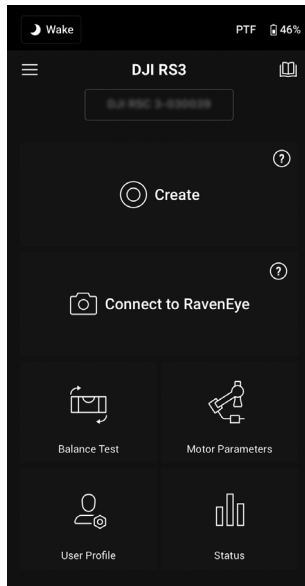 Wake
PTF 46%
DJI RS3
Create
Connect to RavenEye
Balance Test
Motor Parameters
User Profile
Status